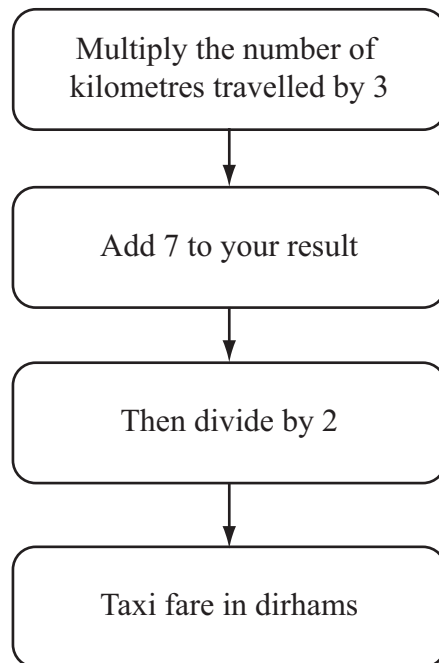 Multiply the number of
kilometres travelled by 3
Add 7 to your result
Then divide by 2
Taxi fare in dirhams